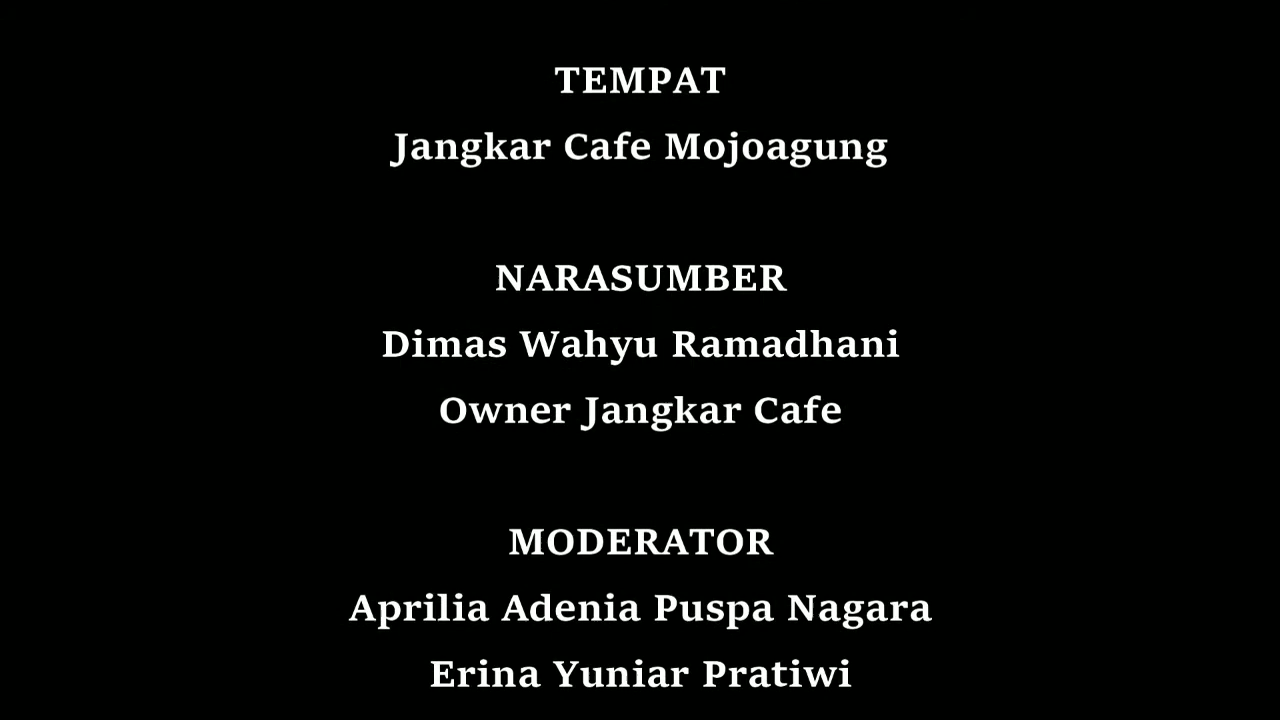 TEMPAT
Jangkar Cafe Mojoagung
NARASUMBER
Dimas Wahyu Ramadhani
Owner Jangkar Cafe
MODERATOR
Aprilia Adenia Puspa Nagara
Erina Yuniar Pratiwi